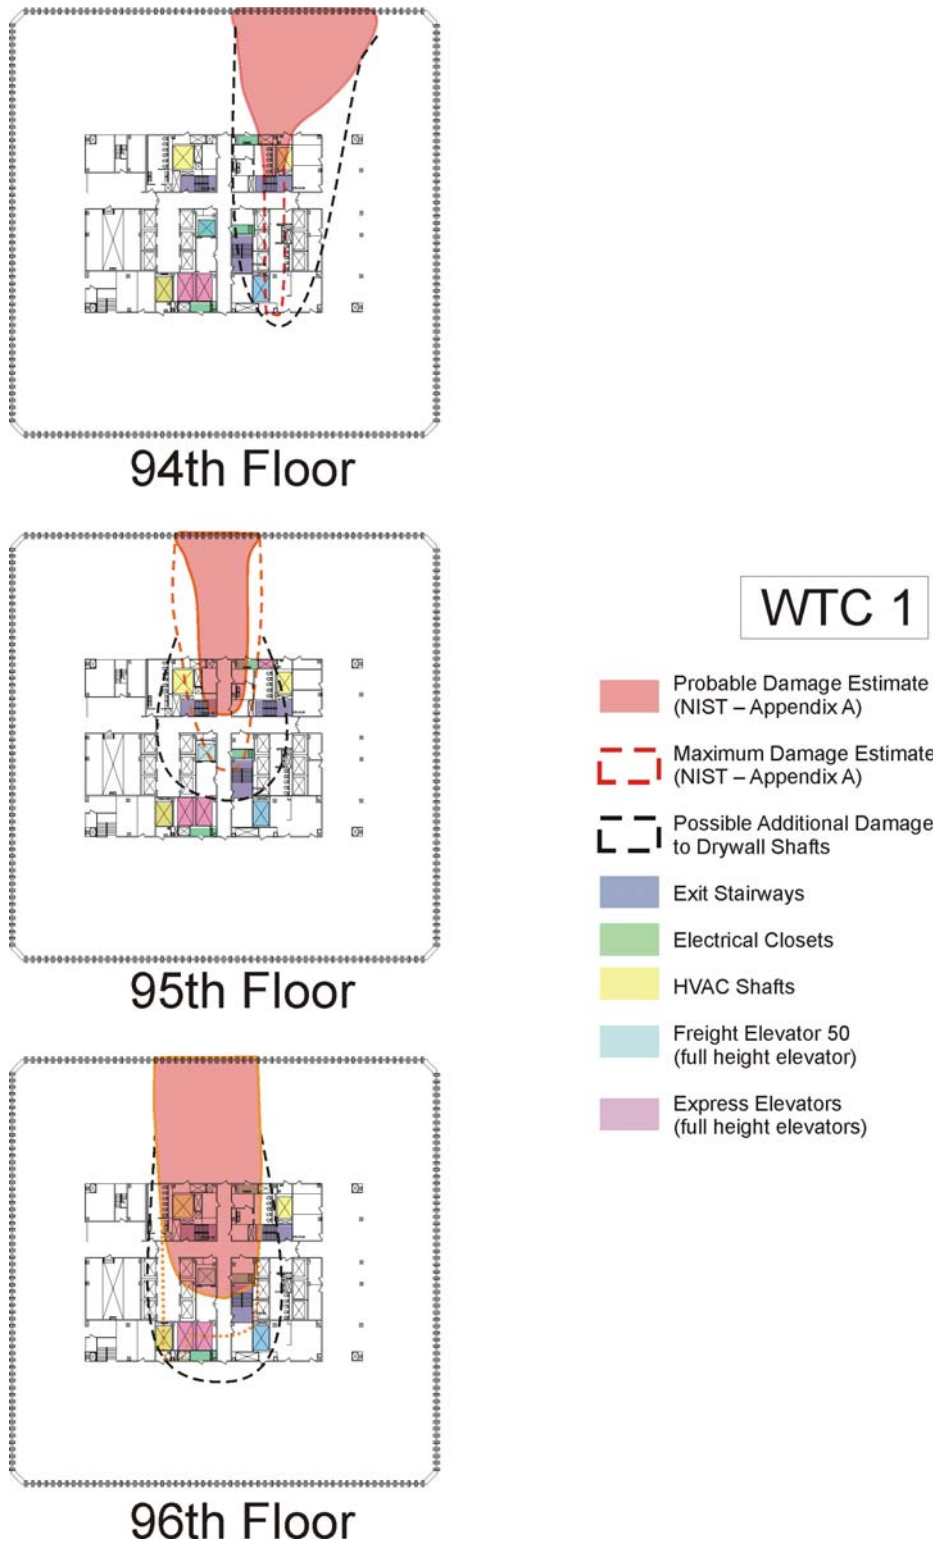 94th Floor
95th Floor
96th Floor
WTC 1
Probable Damage Estimate
(NIST – Appendix A)
Maximum Damage Estimate
(NIST – Appendix A)
Possible Additional Damage
to Drywall Shafts
Exit Stairways
Electrical Closets
HVAC Shafts
Freight Elevator 50
(full height elevator)
Express Elevators
(full height elevators)